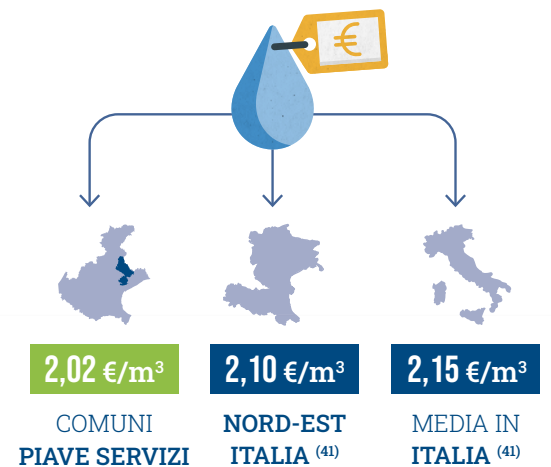 €
2,02 €/m³
2,10 €/m³
2,15 €/m³
COMUNI
PIAVE SERVIZI
NORD-EST
ITALIA (41)
MEDIA IN
ITALIA (41)